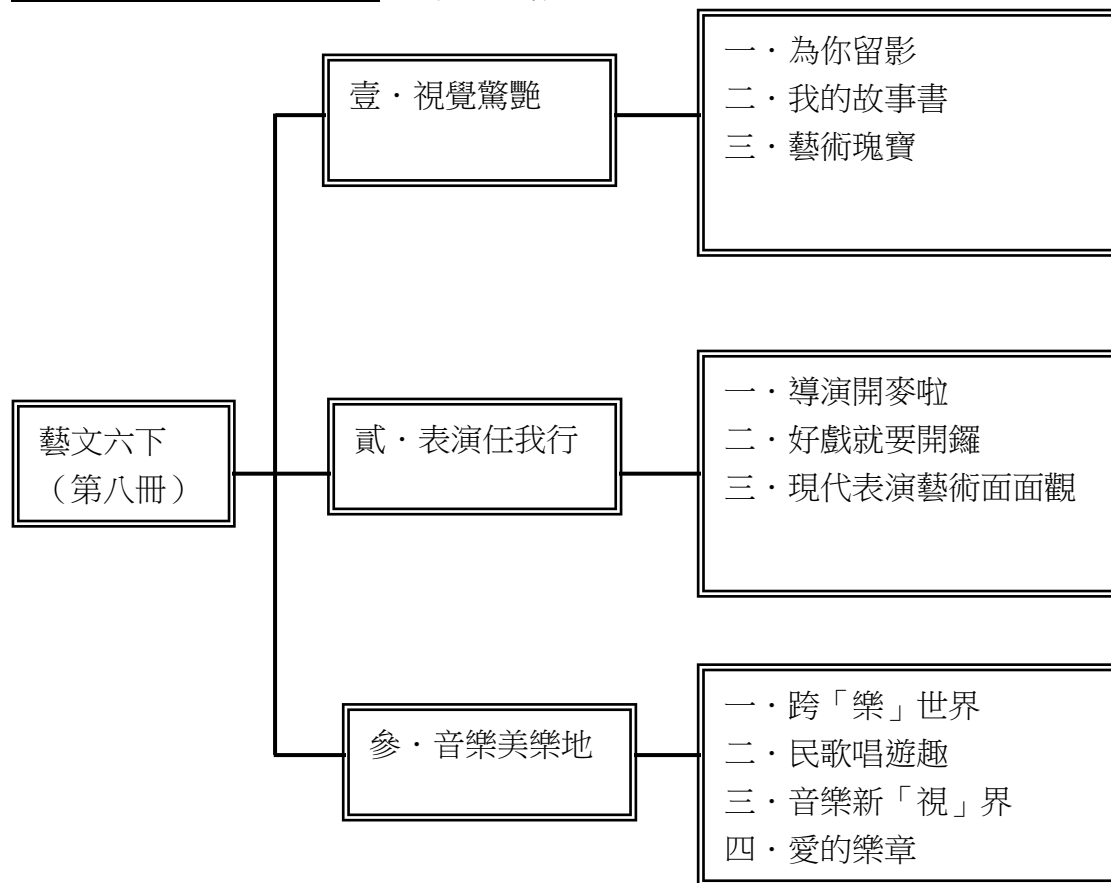 壹．視覺驚艷
一．為你留影
二．我的故事書
三．藝術瑰寶
藝文六下
（第八冊）
貳．表演任我行
一．導演開麥啦
二．好戲就要開鑼
三．現代表演藝術面面觀
參．音樂美樂地
一．跨「樂」世界
二．民歌唱遊趣
三．音樂新「視」界
四．愛的樂章